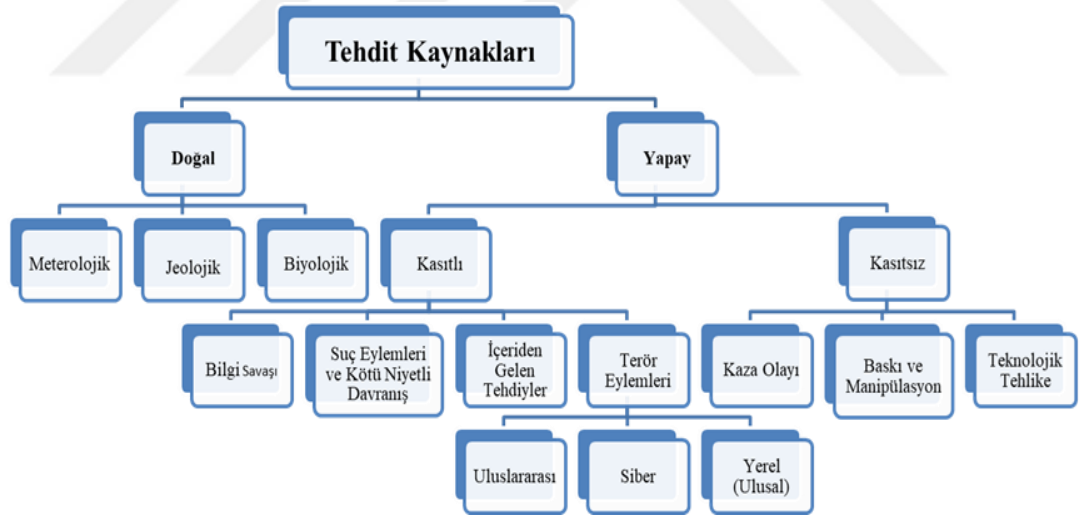 Tehdit Kaynakları
Doğal
Yapay
Meterolojik
Jeolojik
Biyolojik
Kasıtlı
Kasıtsız
Bilgi Savaşı
Suç Eylemleri
ve Kötü Niyetli
Davranış
İçeriden
Gelen
Tehdiyler
Terör
Eylemleri
Kaza Olayı
Baskı ve
Manipülasyon
Teknolojik
Tehlike
Uluslararası
Siber
Yerel
(Ulusal)